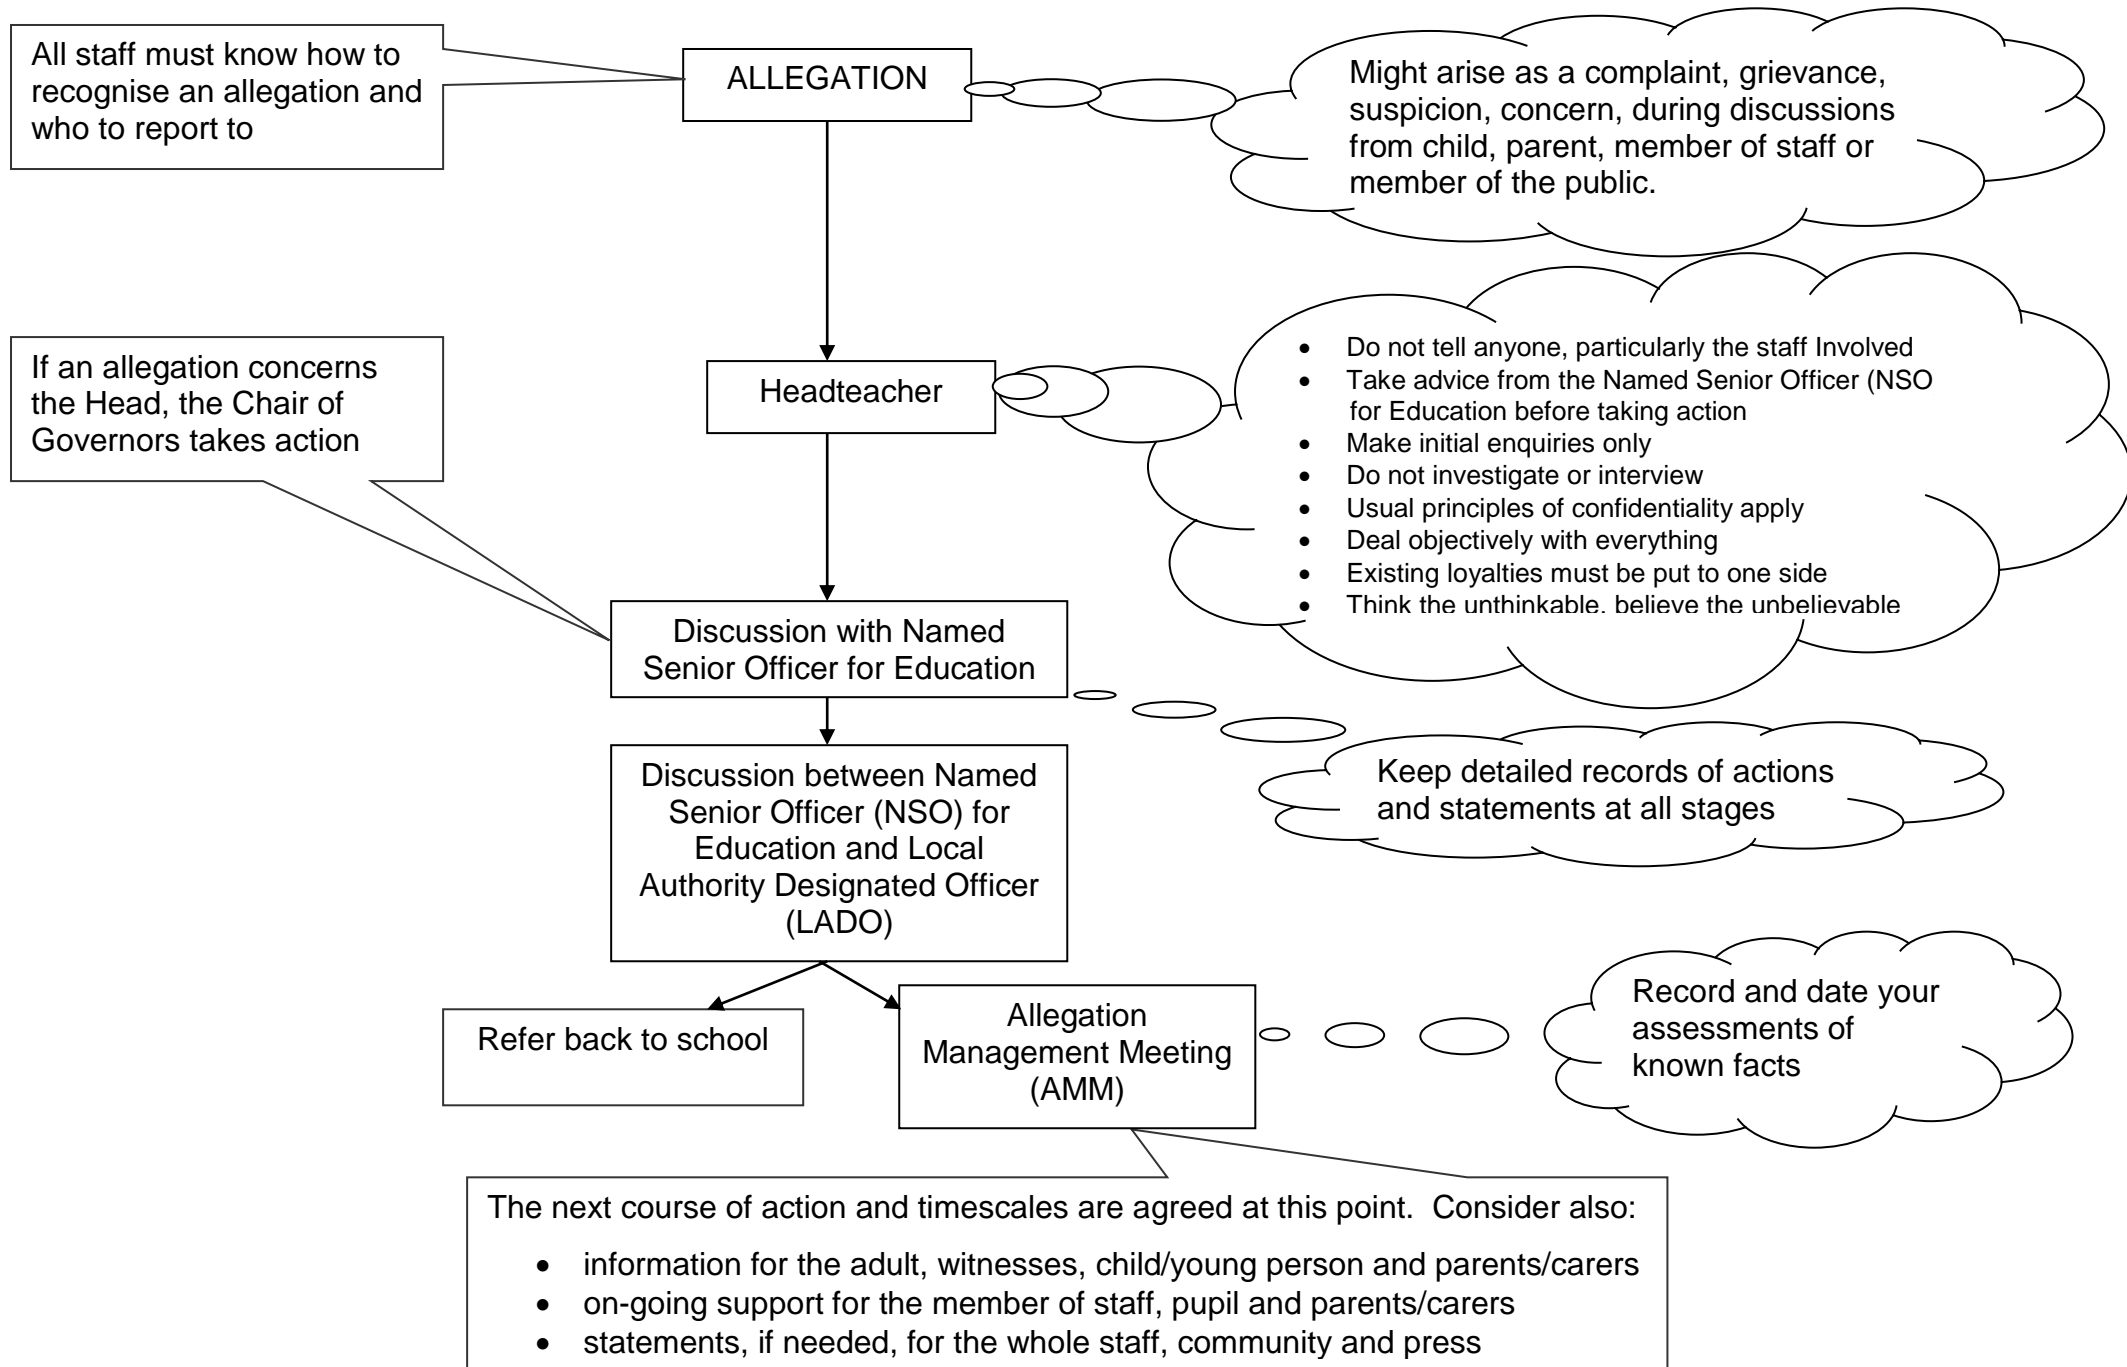 All staff must know how to
recognise an allegation and
who to report to
ALLEGATION
Might arise as a complaint, grievance,
suspicion, concern, during discussions
from child, parent, member of staff or
member of the public.
If an allegation concerns
the Head, the Chair of
Governors takes action
Headteacher
• Do not tell anyone, particularly the staff Involved
• Take advice from the Named Senior Officer (NSO
for Education before taking action
• Make initial enquiries only
• Do not investigate or interview
• Usual principles of confidentiality apply
• Deal objectively with everything
• Existing loyalties must be put to one side
• Think the unthinkable, believe the unbelievable
Discussion with Named
Senior Officer for Education
Keep detailed records of actions
and statements at all stages
Discussion between Named
Senior Officer (NSO) for
Education and Local
Authority Designated Officer
(LADO)
Refer back to school
Allegation
Management Meeting
(AMM)
Record and date your
assessments of
known facts
The next course of action and timescales are agreed at this point.  Consider also:
• information for the adult, witnesses, child/young person and parents/carers
• on-going support for the member of staff, pupil and parents/carers
• statements, if needed, for the whole staff, community and press